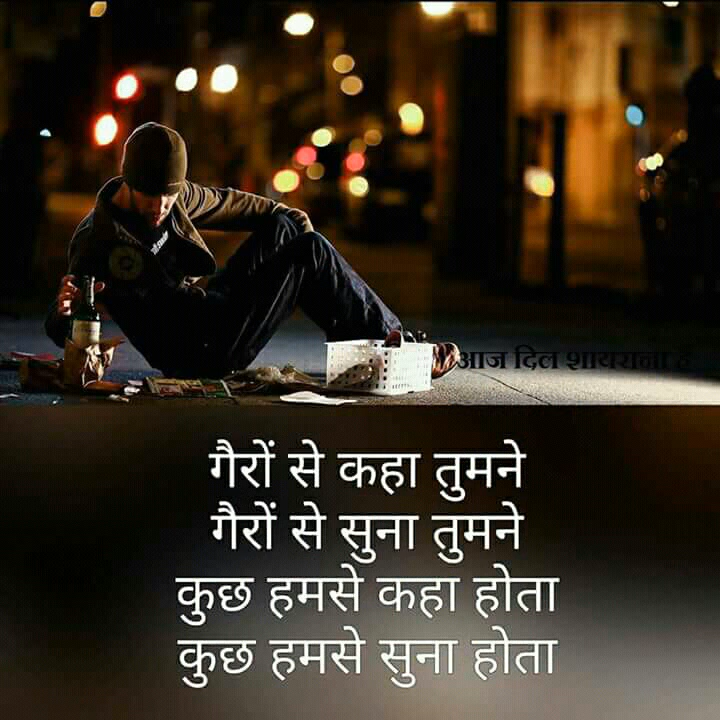 आज दिल शायराना है
गैरों से कहा तुमने
गैरों से सुना तुमने
कुछ हमसे कहा होता
कुछ हमसे सुना होता